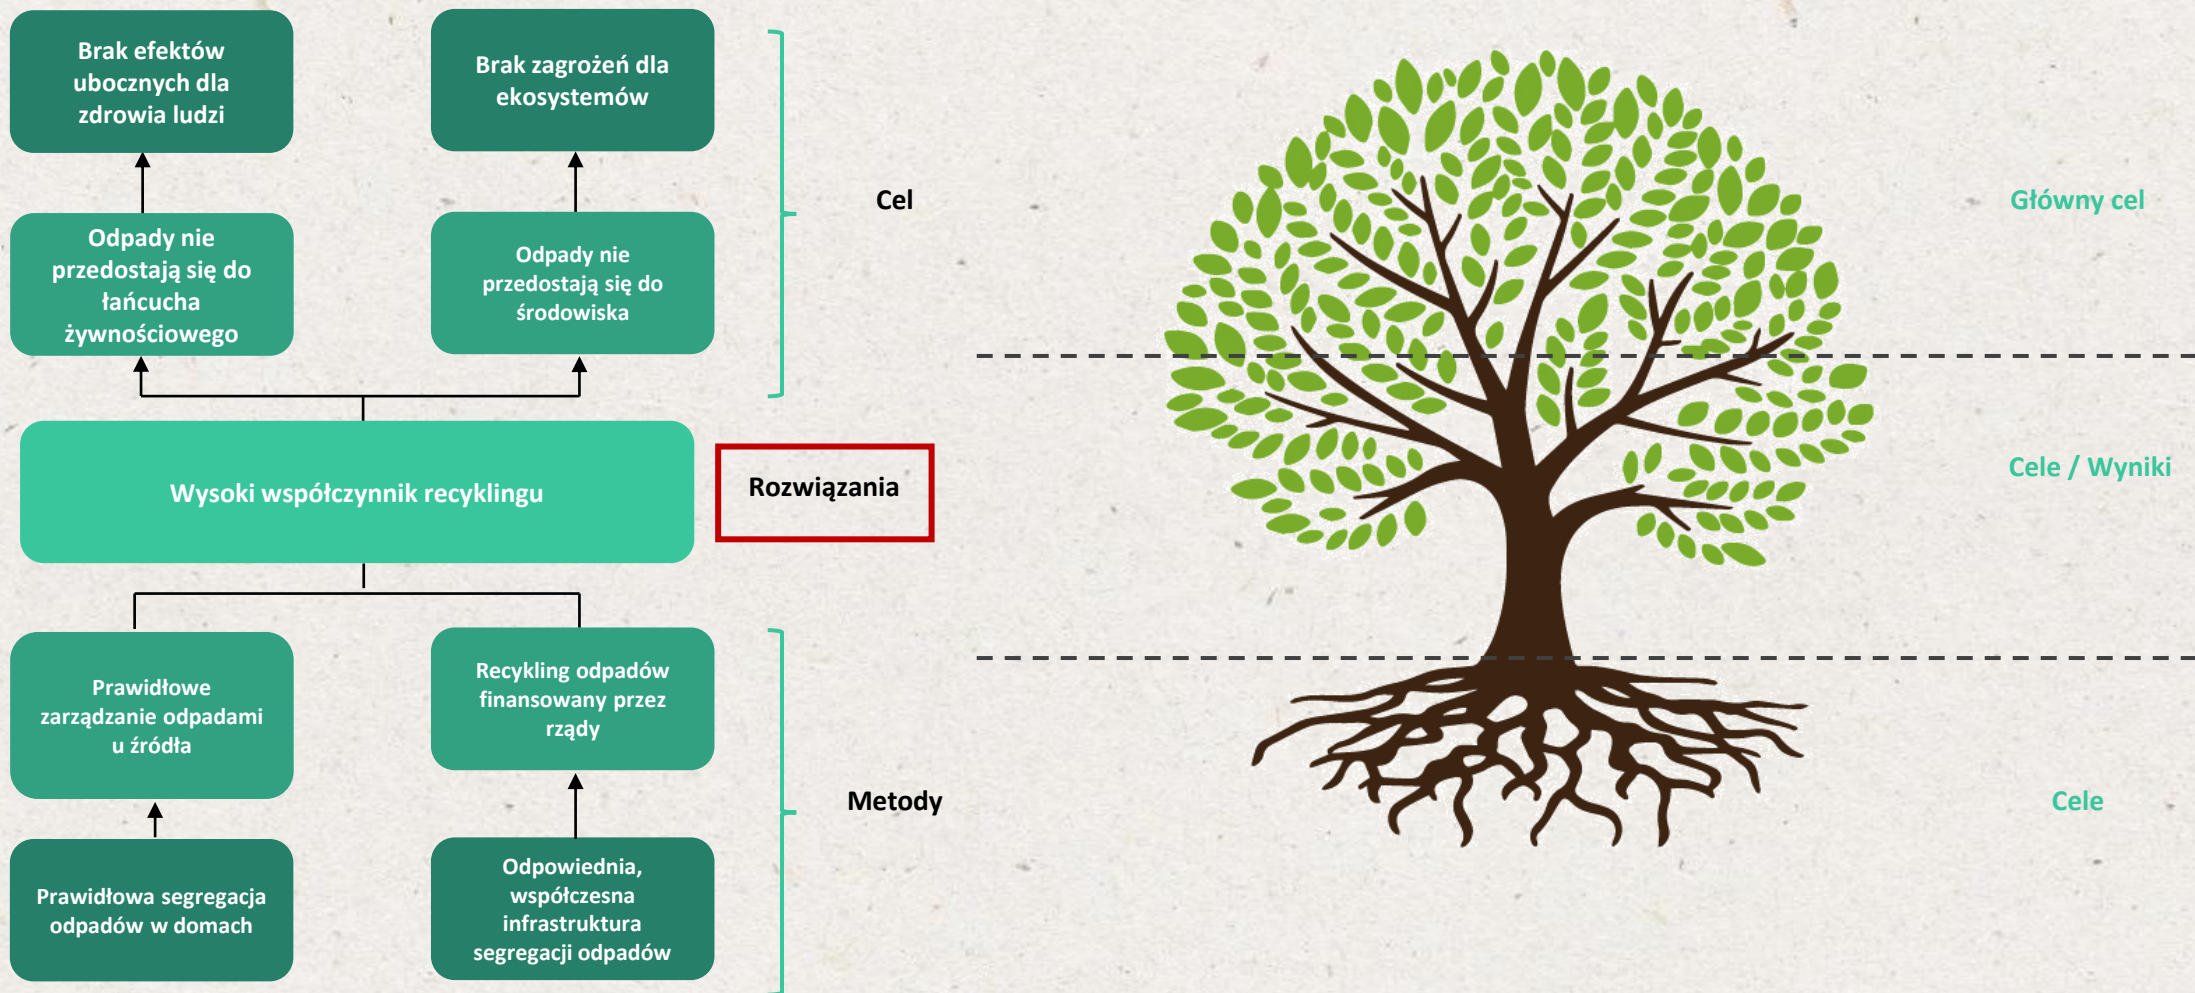 Brak efektów
ubocznych dla
zdrowia ludzi
Brak zagrożeń dla
ekosystemów
Odpady nie
przedostają się do
łańcucha
żywnościowego
Odpady nie
przedostają się do
środowiska
Cel
Główny cel
Wysoki współczynnik recyklingu
Rozwiązania
Cele / Wyniki
Prawidłowe
zarządzanie odpadami
u źródła
Recykling odpadów
finansowany przez
rządy
Metody
Cele
Prawidłowa segregacja
odpadów w domach
Odpowiednia,
współczesna
infrastruktura
segregacji odpadów